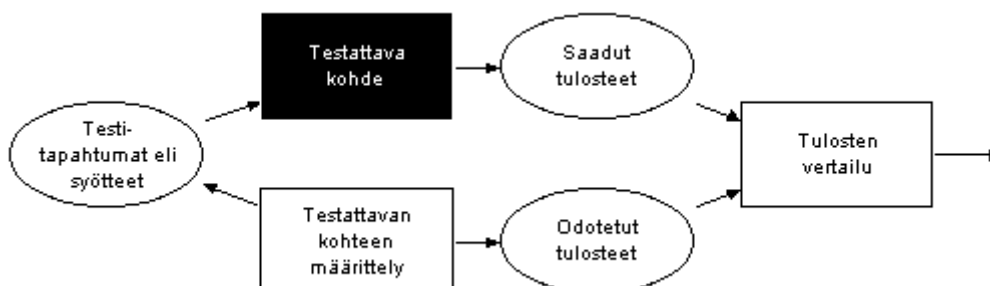 Testattava
kohde
Saadut
tulosteet
Testi-
tapahtumat eli
syötteet
Tulosten
vertailu
Testattavan
kohteen
määrittely
Odotetut
tulosteet